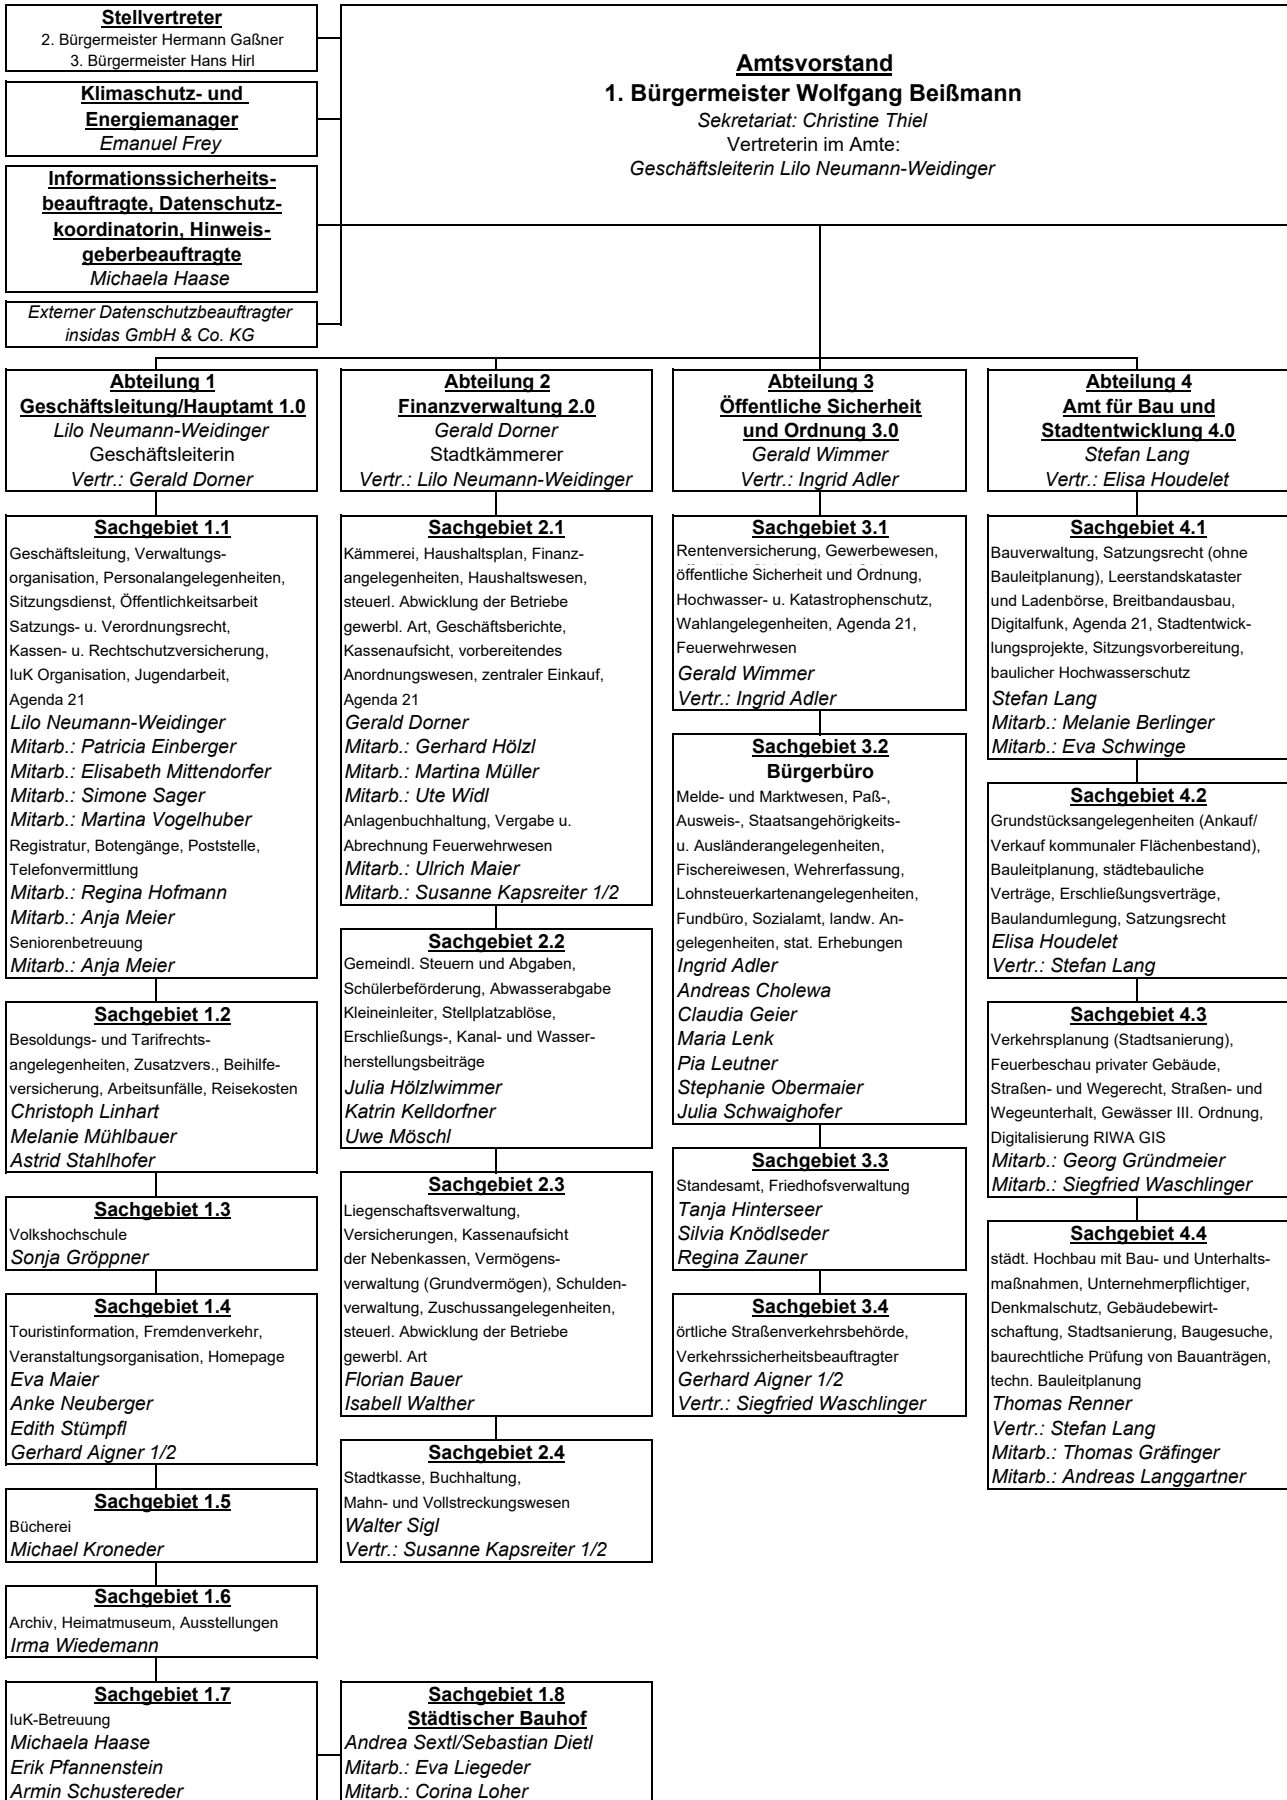 Stellvertreter
2. Bürgermeister Hermann Gaßner
3. Bürgermeister Hans Hirl
Amtsvorstand
1. Bürgermeister Wolfgang Beißmann
Sekretariat: Christine Thiel
Vertreterin im Amte:
Geschäftsleiterin Lilo Neumann-Weidinger
Klimaschutz- und
Energiemanager
Emanuel Frey
Informationssicherheits-
beauftragte, Datenschutz-
koordinatorin, Hinweis-
geberbeauftragte
Michaela Haase
Externer Datenschutzbeauftragter
insidas GmbH & Co. KG
Abteilung 1
Geschäftsleitung/Hauptamt 1.0
Lilo Neumann-Weidinger
Geschäftsleiterin
Vertr.: Gerald Dorner
Sachgebiet 1.1
Geschäftsleitung, Verwaltungs-
organisation, Personalangelegenheiten,
Sitzungsdienst, Öffentlichkeitsarbeit
Satzungs- u. Verordnungsrecht,
Kassen- u. Rechtschutzversicherung,
IuK Organisation, Jugendarbeit,
Agenda 21
Lilo Neumann-Weidinger
Mitarb.: Patricia Einberger
Mitarb.: Elisabeth Mittendorfer
Mitarb.: Simone Sager
Mitarb.: Martina Vogelhuber
Registratur, Botengänge, Poststelle,
Telefonvermittlung
Mitarb.: Regina Hofmann
Mitarb.: Anja Meier
Seniorenbetreuung
Mitarb.: Anja Meier
Sachgebiet 1.2
Besoldungs- und Tarifrechts-
angelegenheiten, Zusatzvers., Beihilfe-
versicherung, Arbeitsunfälle, Reisekosten
Christoph Linhart
Melanie Mühlbauer
Astrid Stahlhofer
Sachgebiet 1.3
Volkshochschule
Sonja Gröppner
Sachgebiet 1.4
Touristinformation, Fremdenverkehr,
Veranstaltungsorganisation, Homepage
Eva Maier
Anke Neuberger
Edith Stümpfl
Gerhard Aigner 1/2
Sachgebiet 1.5
Bücherei
Michael Kroneder
Sachgebiet 1.6
Archiv, Heimatmuseum, Ausstellungen
Irma Wiedemann
Sachgebiet 1.7
IuK-Betreuung
Michaela Haase
Erik Pfannenstein
Armin Schustereder
Sachgebiet 1.8
Städtischer Bauhof
Andrea Sextl/Sebastian Dietl
Mitarb.: Eva Liegeder
Mitarb.: Corina Loher
Abteilung 2
Finanzverwaltung 2.0
Gerald Dorner
Stadtkämmerer
Vertr.: Lilo Neumann-Weidinger
Sachgebiet 2.1
Kämmerei, Haushaltsplan, Finanz-
angelegenheiten, Haushaltswesen,
steuerl. Abwicklung der Betriebe
gewerbl. Art, Geschäftsberichte,
Kassenaufsicht, vorbereitendes
Anordnungswesen, zentraler Einkauf,
Agenda 21
Gerald Dorner
Mitarb.: Gerhard Hölzl
Mitarb.: Martina Müller
Mitarb.: Ute Widl
Anlagenbuchhaltung, Vergabe u.
Abrechnung Feuerwehrwesen
Mitarb.: Ulrich Maier
Mitarb.: Susanne Kapsreiter 1/2
Sachgebiet 2.2
Gemeindl. Steuern und Abgaben,
Schülerbeförderung, Abwasserabgabe
Kleineinleiter, Stellplatzablöse,
Erschließungs-, Kanal- und Wasser-
herstellungsbeiträge
Julia Hölzlwimmer
Katrin Kelldorfner
Uwe Möschl
Sachgebiet 2.3
Liegenschaftsverwaltung,
Versicherungen, Kassenaufsicht
der Nebenkassen, Vermögens-
verwaltung (Grundvermögen), Schulden-
verwaltung, Zuschussangelegenheiten,
steuerl. Abwicklung der Betriebe
gewerbl. Art
Florian Bauer
Isabell Walther
Sachgebiet 2.4
Stadtkasse, Buchhaltung,
Mahn- und Vollstreckungswesen
Walter Sigl
Vertr.: Susanne Kapsreiter 1/2
Abteilung 3
Öffentliche Sicherheit
und Ordnung 3.0
Gerald Wimmer
Vertr.: Ingrid Adler
Sachgebiet 3.1
Rentenversicherung, Gewerbewesen,
öffentliche Sicherheit und Ordnung,
Hochwasser- u. Katastrophenschutz,
Wahlangelegenheiten, Agenda 21,
Feuerwehrwesen
Gerald Wimmer
Vertr.: Ingrid Adler
Sachgebiet 3.2
Bürgerbüro
Melde- und Marktwesen, Paß-,
Ausweis-, Staatsangehörigkeits-
u. Ausländerangelegenheiten,
Fischereiwesen, Wehrerfassung,
Lohnsteuerkartenangelegenheiten,
Fundbüro, Sozialamt, landw. An-
gelegenheiten, stat. Erhebungen
Ingrid Adler
Andreas Cholewa
Claudia Geier
Maria Lenk
Pia Leutner
Stephanie Obermaier
Julia Schwaighofer
Sachgebiet 3.3
Standesamt, Friedhofsverwaltung
Tanja Hinterseer
Silvia Knödlseder
Regina Zauner
Sachgebiet 3.4
örtliche Straßenverkehrsbehörde,
Verkehrssicherheitsbeauftragter
Gerhard Aigner 1/2
Vertr.: Siegfried Waschlinger
Abteilung 4
Amt für Bau und
Stadtentwicklung 4.0
Stefan Lang
Vertr.: Elisa Houdelet
Sachgebiet 4.1
Bauverwaltung, Satzungsrecht (ohne
Bauleitplanung), Leerstandskataster
und Ladenbörse, Breitbandausbau,
Digitalfunk, Agenda 21, Stadtentwick-
lungsprojekte, Sitzungsvorbereitung,
baulicher Hochwasserschutz
Stefan Lang
Mitarb.: Melanie Berlinger
Mitarb.: Eva Schwinge
Sachgebiet 4.2
Grundstücksangelegenheiten (Ankauf/
Verkauf kommunaler Flächenbestand),
Bauleitplanung, städtebauliche
Verträge, Erschließungsverträge,
Baulandumlegung, Satzungsrecht
Elisa Houdelet
Vertr.: Stefan Lang
Sachgebiet 4.3
Verkehrsplanung (Stadtsanierung),
Feuerbeschau privater Gebäude,
Straßen- und Wegerecht, Straßen- und
Wegeunterhalt, Gewässer III. Ordnung,
Digitalisierung RIWA GIS
Mitarb.: Georg Gründmeier
Mitarb.: Siegfried Waschlinger
Sachgebiet 4.4
städt. Hochbau mit Bau- und Unterhalts-
maßnahmen, Unternehmerpflichtiger,
Denkmalschutz, Gebäudebewirt-
schaftung, Stadtsanierung, Baugesuche,
baurechtliche Prüfung von Bauanträgen,
techn. Bauleitplanung
Thomas Renner
Vertr.: Stefan Lang
Mitarb.: Thomas Gräfinger
Mitarb.: Andreas Langgartner